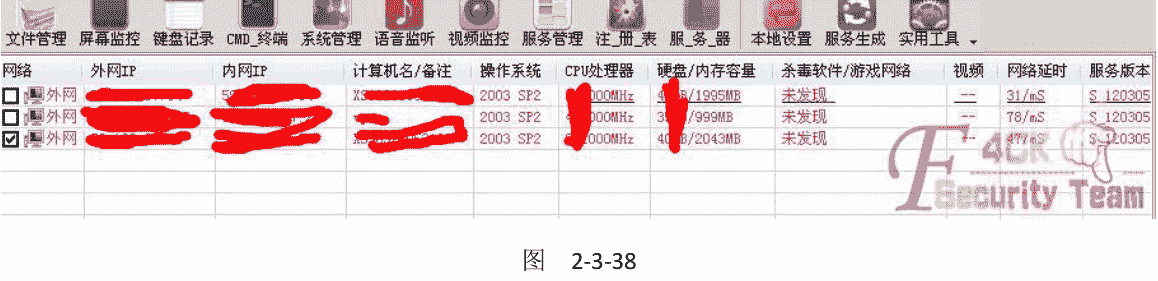 文件管理 屏幕监控 键盘记录 CMD_终端 系统管理 语音监听 视频监控 服务管理 注_册_表 服_务_器 本地设置 服务生成 实用工具
网络 外网IP 内网IP 计算机名/备注 操作系统 CPU处理器 硬盘/内存容量 杀毒软件/游戏网络 视频 网络延时 服务版本
外网 2003 SP2 000MHz B/1995MB 未发现 -- 31/mS S_120305
外网 2003 SP2 000MHz /999MB 未发现 -- 78/mS S_120305
外网 2003 SP2 000MHz /2043MB 未发现 -- 47/mS S_120305
F4CK
Security Team
图 2-3-38